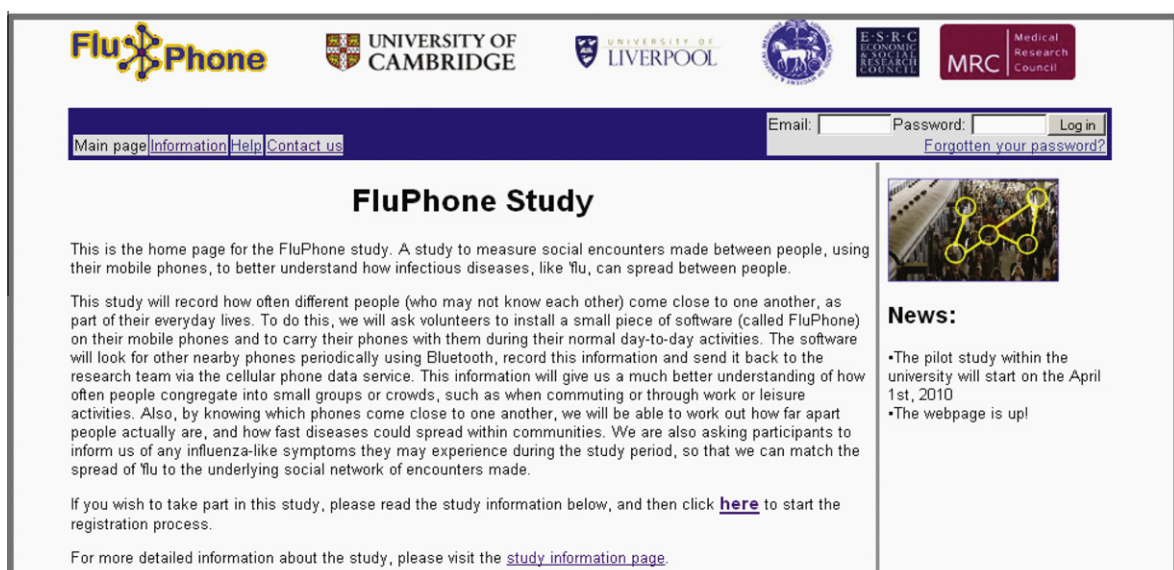 Flu Phone
UNIVERSITY OF
CAMBRIDGE
UNIVERSITY OF
LIVERPOOL
E·S·R·C
ECONOMIC
& SOCIAL
RESEARCH
COUNCIL
MRC
Medical
Research
Council
Email: Password: Log in
Main page Information Help Contact us
Forgotten your password?
FluPhone Study
This is the home page for the FluPhone study. A study to measure social encounters made between people, using
their mobile phones, to better understand how infectious diseases, like 'flu, can spread between people.
This study will record how often different people (who may not know each other) come close to one another, as
part of their everyday lives. To do this, we will ask volunteers to install a small piece of software (called FluPhone)
on their mobile phones and to carry their phones with them during their normal day-to-day activities. The software
will look for other nearby phones periodically using Bluetooth, record this information and send it back to the
research team via the cellular phone data service. This information will give us a much better understanding of how
often people congregate into small groups or crowds, such as when commuting or through work or leisure
activities. Also, by knowing which phones come close to one another, we will be able to work out how far apart
people actually are, and how fast diseases could spread within communities. We are also asking participants to
inform us of any influenza-like symptoms they may experience during the study period, so that we can match the
spread of 'flu to the underlying social network of encounters made.
If you wish to take part in this study, please read the study information below, and then click here to start the
registration process.
For more detailed information about the study, please visit the study information page.
News:
•The pilot study within the
university will start on the April
1st, 2010
•The webpage is up!